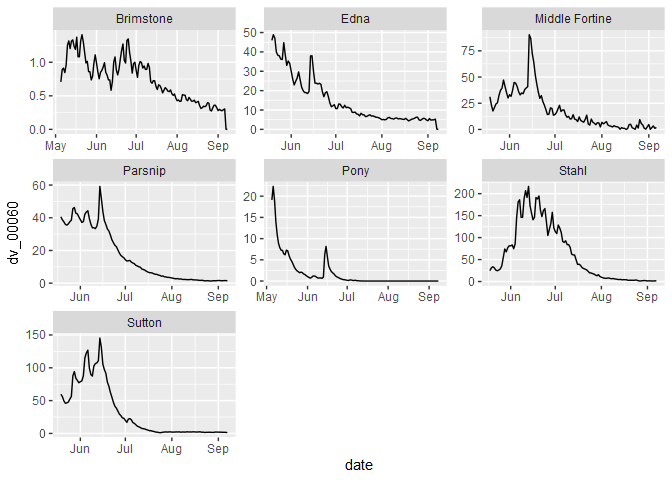 Brimstone Edna Middle Fortine
1.0
0.5
0.0
May Jun Jul Aug Sep
50
40
30
20
10
0
Jun Jul Aug Sep
75
50
25
0
Jun Jul Aug Sep
Parsnip Pony Stahl
60
40
20
0
Jun Jul Aug Sep
20
15
10
5
0
May Jun Jul Aug Sep
200
150
100
50
0
Jun Jul Aug Sep
Sutton
150
100
50
0
Jun Jul Aug Sep
dv_00060
date